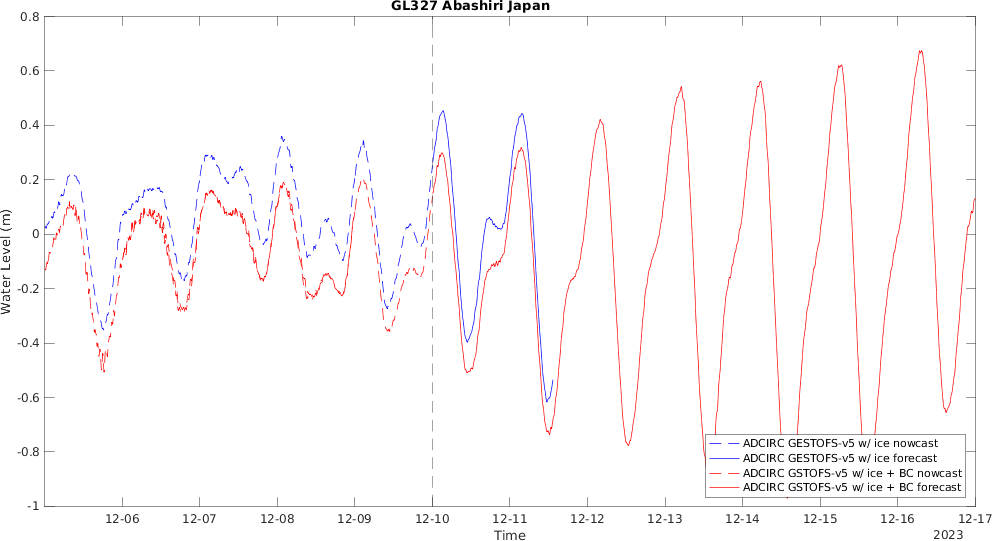 GL327 Abashiri Japan
0.8
0.6
0.4
0.2
0
-0.2
-0.4
-0.6
-0.8
-1
Water Level (m)
ADCIRC GESTOFS-v5 w/ ice nowcast
ADCIRC GESTOFS-v5 w/ ice forecast
ADCIRC GSTOFS-v5 w/ ice + BC nowcast
ADCIRC GSTOFS-v5 w/ ice + BC forecast
12-06 12-07 12-08 12-09 12-10 12-11 12-12 12-13 12-14 12-15 12-16 12-17
Time
2023